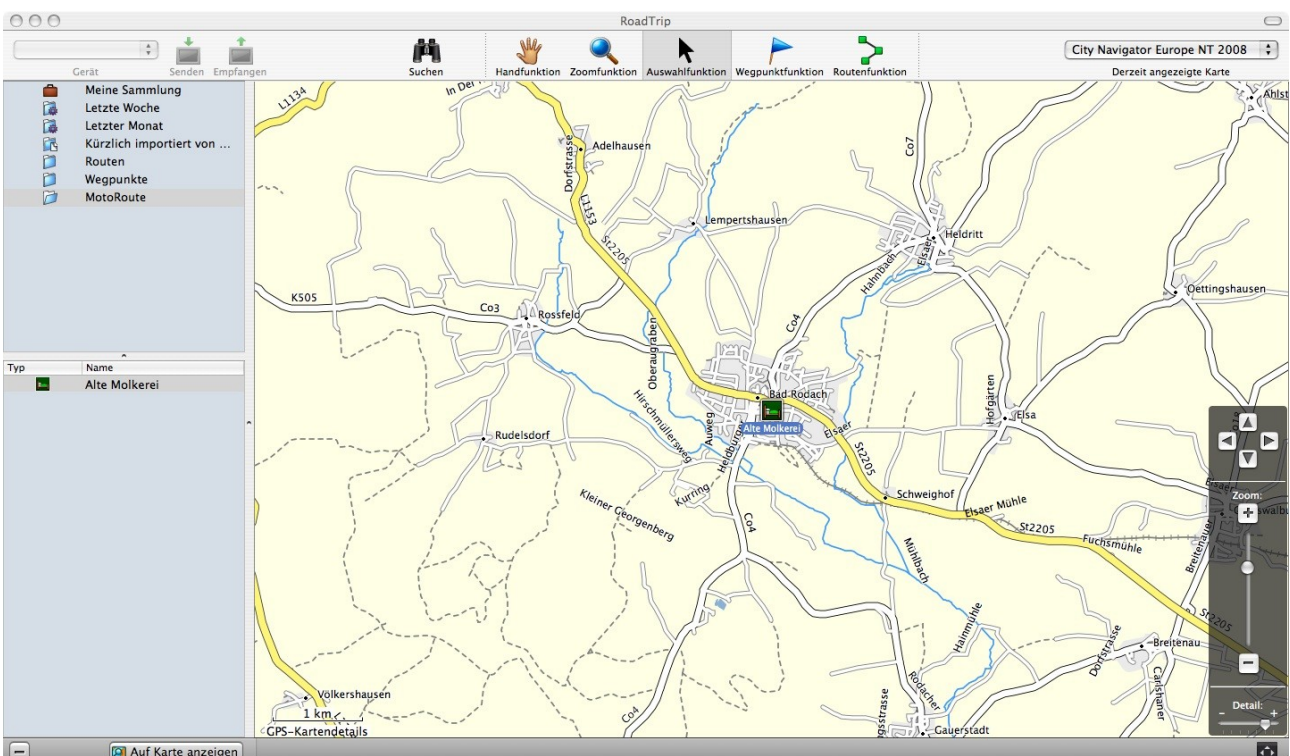 RoadTrip
City Navigator Europe NT 2008
Gerät
Senden
Empfangen
Suchen
Handfunktion
Zoomfunktion
Auswahlfunktion
Wegpunktfunktion
Routenfunktion
Derzeit angezeigte Karte
Meine Sammlung
Letzte Woche
Letzter Monat
Kürzlich importiert von ...
Routen
Wegpunkte
MotoRoute
Typ
Name
Alte Molkerei
L1134
Adelhausen
Dorfstrasse
L1153
St2205
Lempertshausen
Co7
Heldritt
Elsaer
Hahnbach
Oettingshausen
K505
Co3
Rossfeld
Oberaugraben
Co4
Bad Rodach
Alte Molkerei
Elsaer
St2205
Hirschmüllersweg
Auweg
Hofgärten
Elsa
Rudelsdorf
Kurring
Kleiner Georgenberg
Co4
Schweighof
Elsaer Mühle
St2205
Fuchsmühle
Mühlbach
Breitenauer
Elsaer
Zoom:
Hainmühle
St2205
Dorfstrasse
Breitenau
Carlshaner
Rodacher
Völkershausen
1 km
Co4
Gauerstadt
Detail:
- +
GPS-Kartendetails
Auf Karte anzeigen